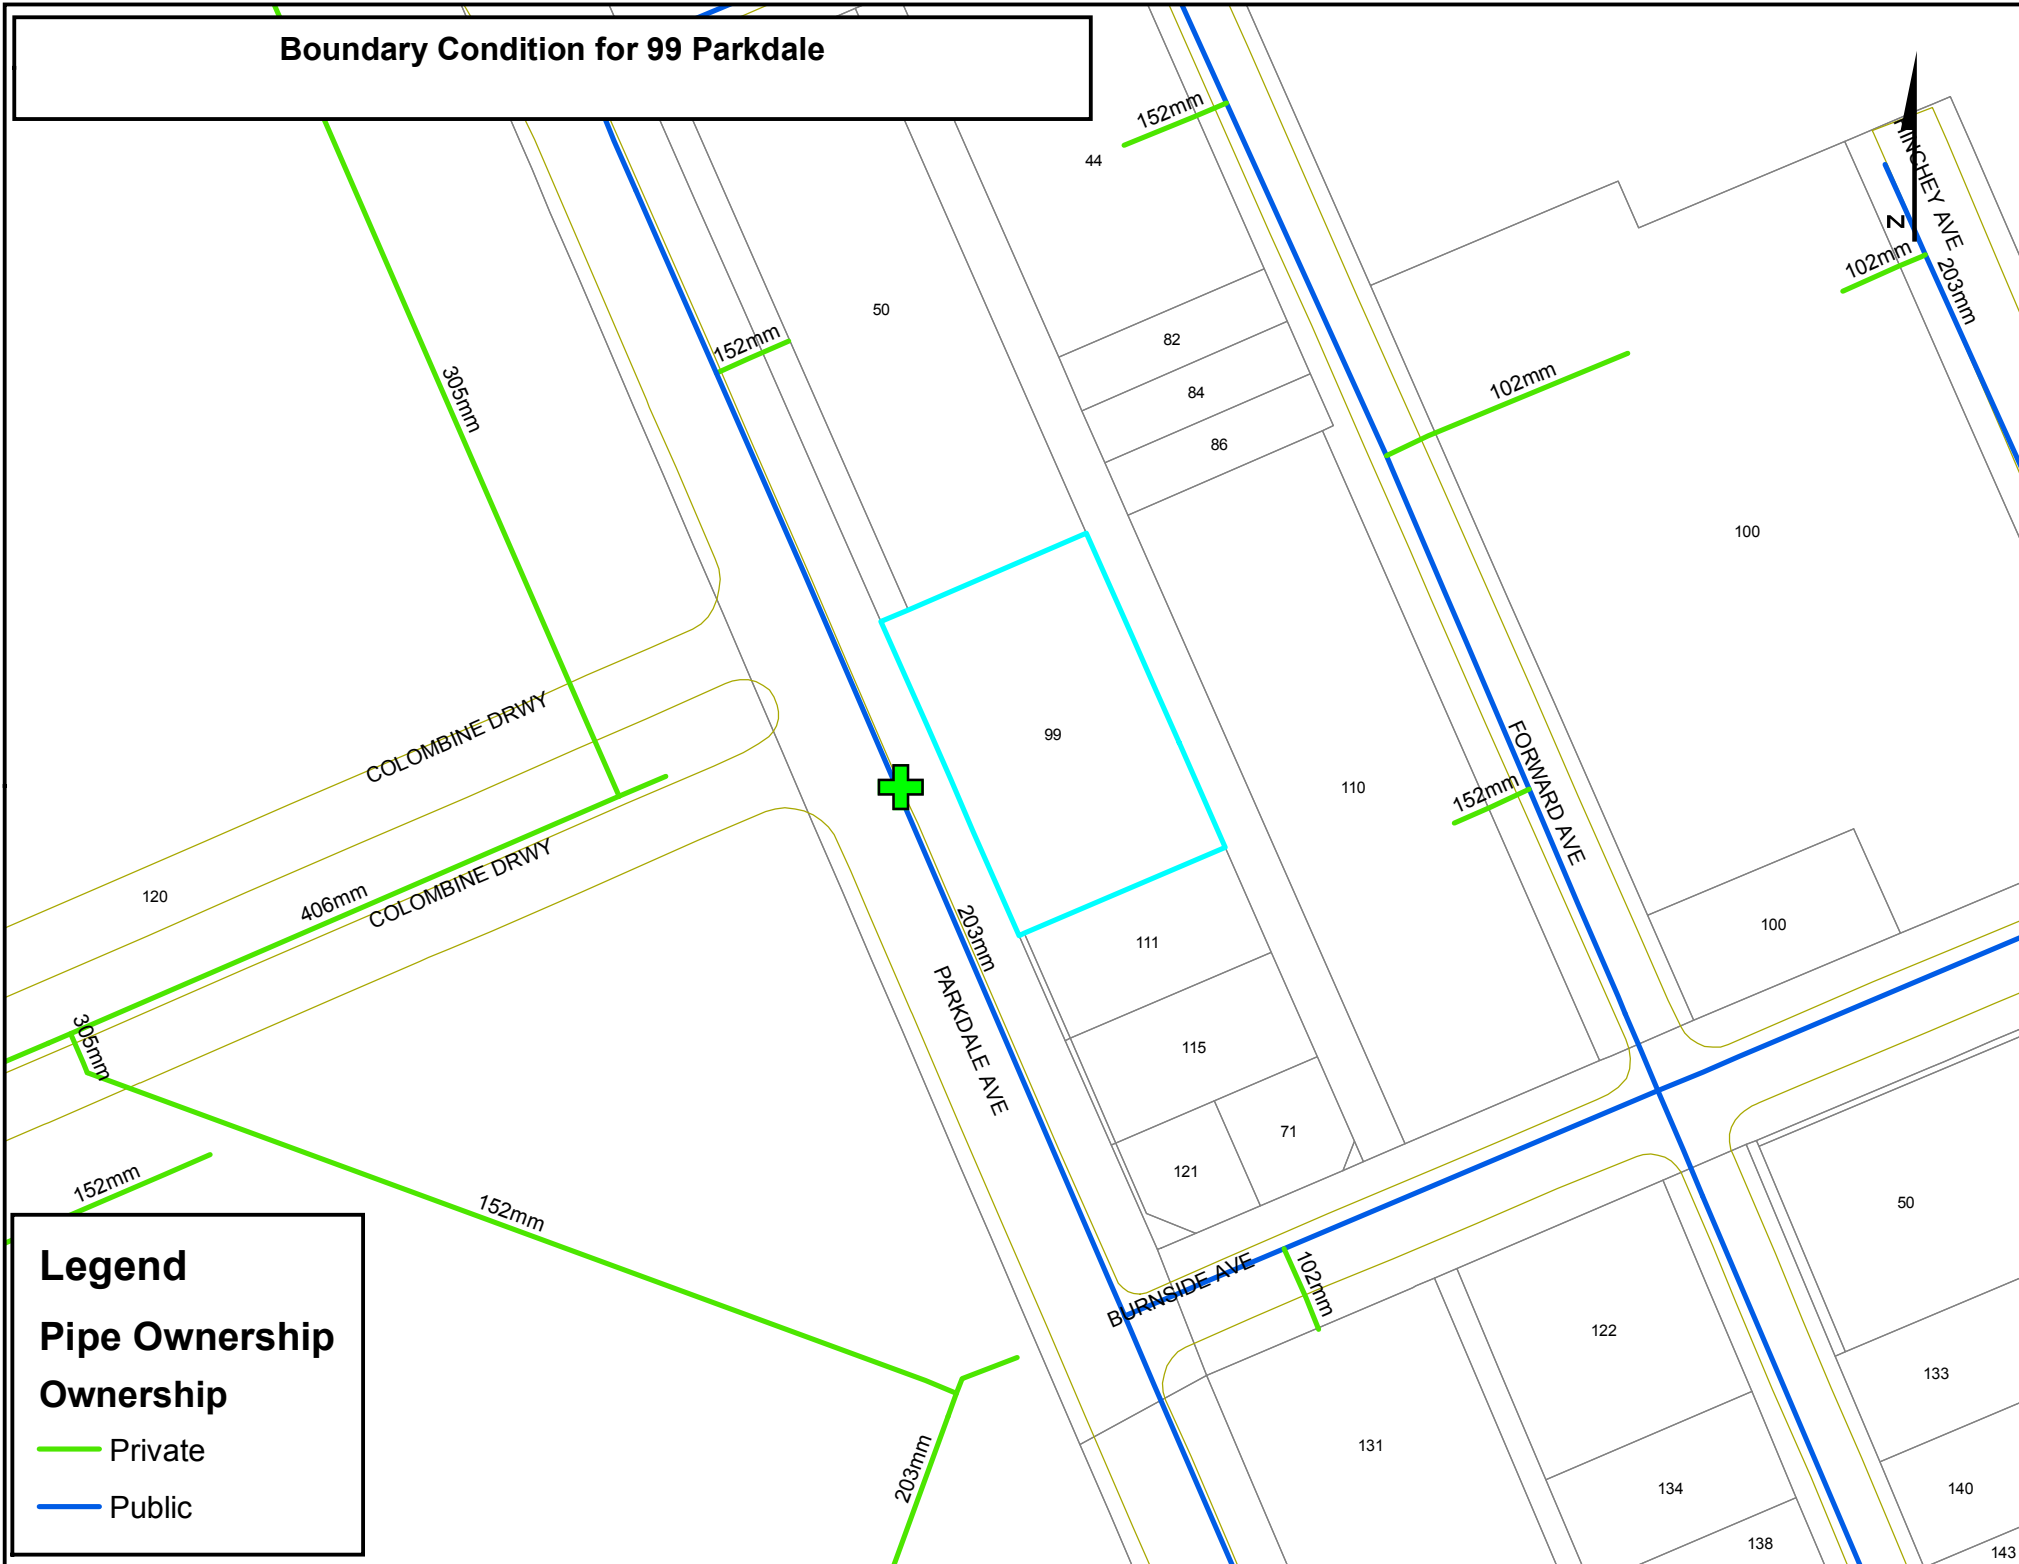 Boundary Condition for 99 Parkdale
152mm
44
HINCHEY AVE
N
102mm
203mm
50
152mm
82
84
86
305mm
102mm
100
99
COLOMBINE DRWY
110
FORWARD AVE
152mm
120
406mm
COLOMBINE DRWY
203mm
111
100
PARKDALE AVE
305mm
115
71
121
152mm
152mm
50
BURNSIDE AVE
102mm
122
133
131
134
140
203mm
138
143
Legend
Pipe Ownership
Ownership
Private
Public